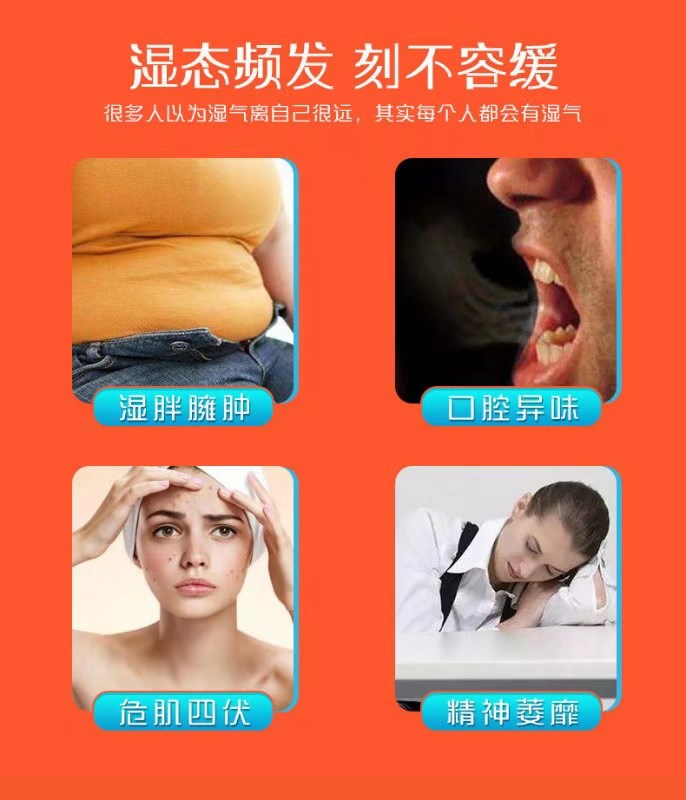 湿态频发 刻不容缓
很多人以为湿气离自己很远，其实每个人都会有湿气
湿胖臃肿
口腔异味
危肌四伏
精神萎靡